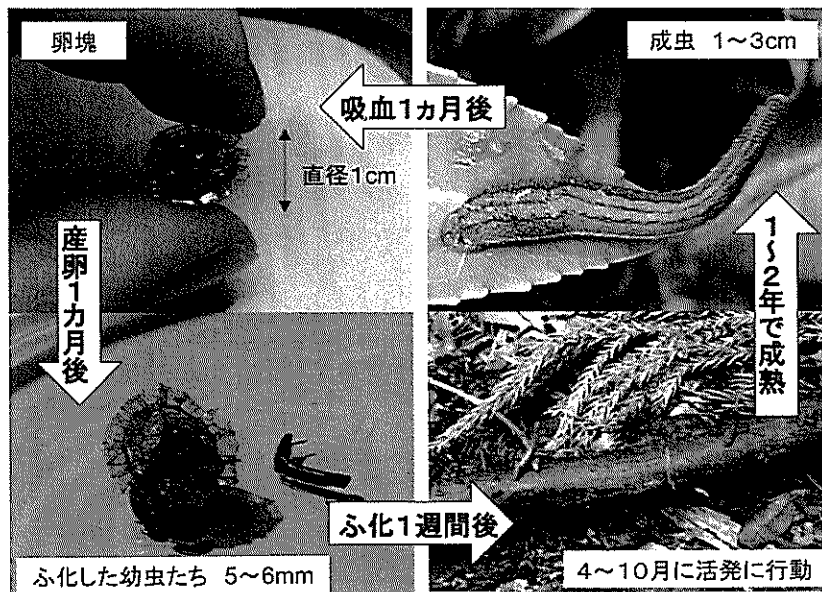 卵塊
成虫 1～3cm
吸血1ヵ月後
直径1cm
産卵1カ月後
1～2年で成熟
ふ化1週間後
ふ化した幼虫たち 5～6mm
4～10月に活発に行動